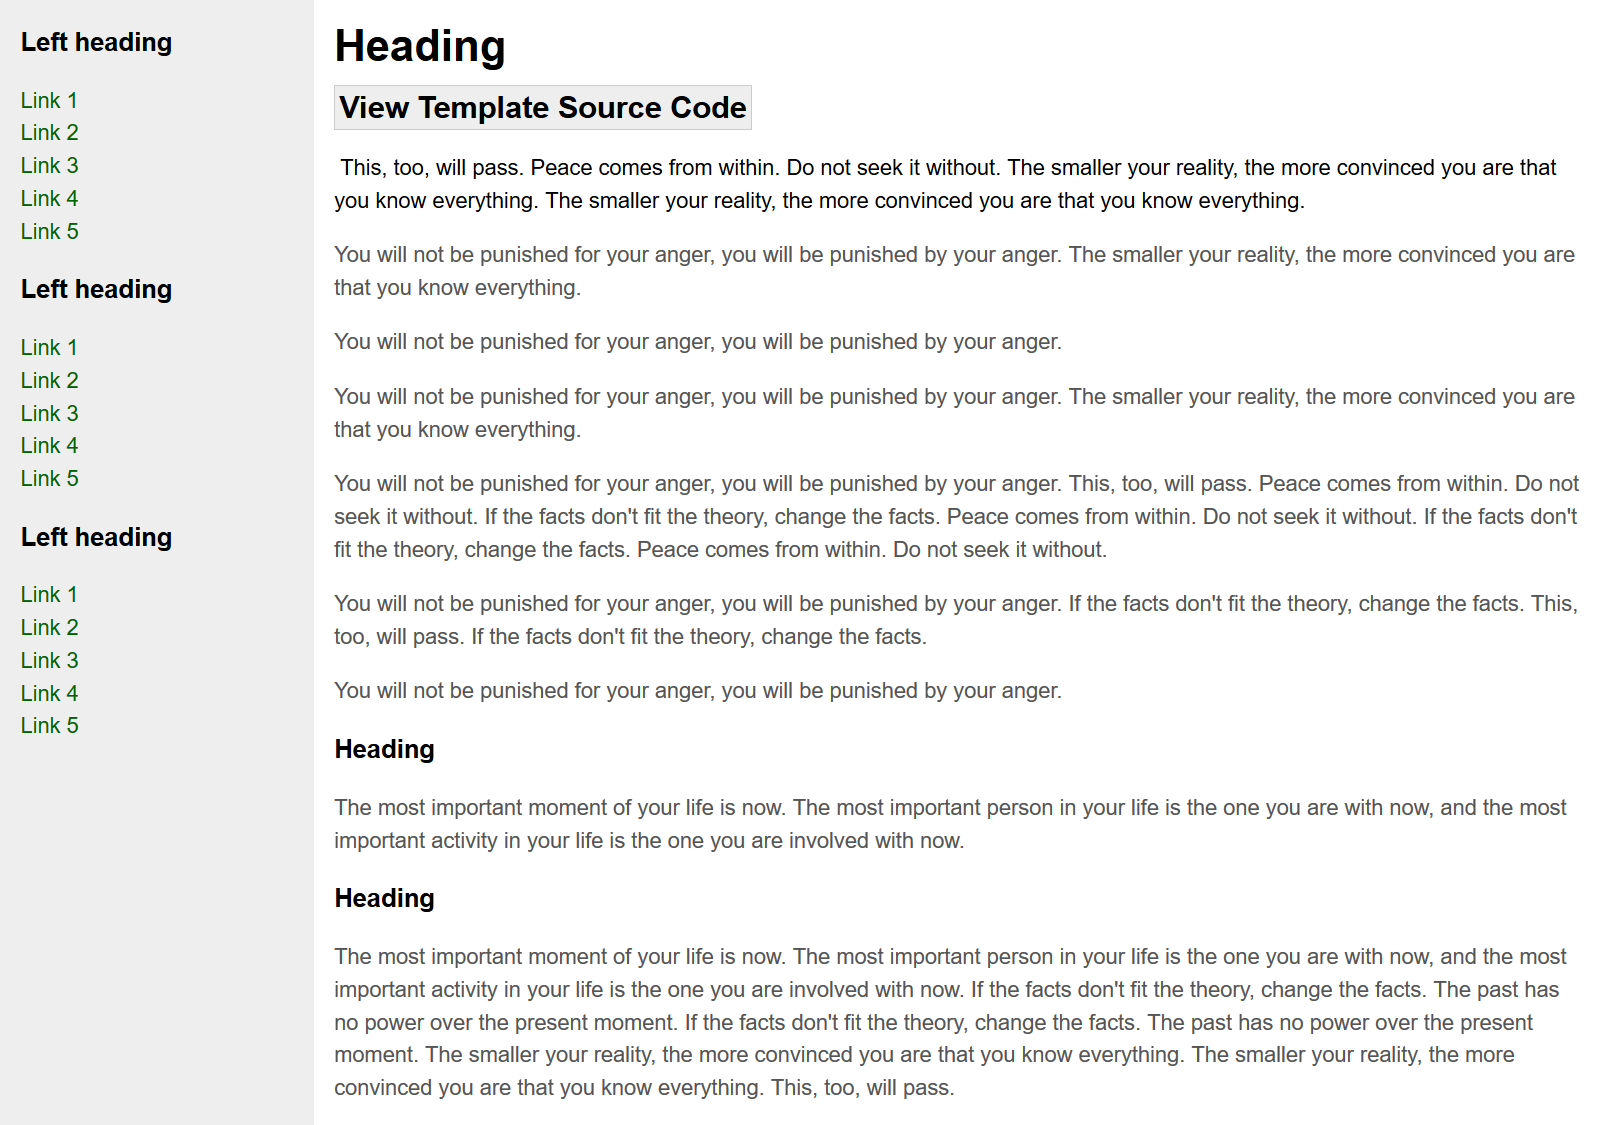 Left heading
Link 1
Link 2
Link 3
Link 4
Link 5
Left heading
Link 1
Link 2
Link 3
Link 4
Link 5
Left heading
Link 1
Link 2
Link 3
Link 4
Link 5
Heading
View Template Source Code
This, too, will pass. Peace comes from within. Do not seek it without. The smaller your reality, the more convinced you are that
you know everything. The smaller your reality, the more convinced you are that you know everything.
You will not be punished for your anger, you will be punished by your anger. The smaller your reality, the more convinced you are
that you know everything.
You will not be punished for your anger, you will be punished by your anger.
You will not be punished for your anger, you will be punished by your anger. The smaller your reality, the more convinced you are
that you know everything.
You will not be punished for your anger, you will be punished by your anger. This, too, will pass. Peace comes from within. Do not
seek it without. If the facts don't fit the theory, change the facts. Peace comes from within. Do not seek it without. If the facts don't
fit the theory, change the facts. Peace comes from within. Do not seek it without.
You will not be punished for your anger, you will be punished by your anger. If the facts don't fit the theory, change the facts. This,
too, will pass. If the facts don't fit the theory, change the facts.
You will not be punished for your anger, you will be punished by your anger.
Heading
The most important moment of your life is now. The most important person in your life is the one you are with now, and the most
important activity in your life is the one you are involved with now.
Heading
The most important moment of your life is now. The most important person in your life is the one you are with now, and the most
important activity in your life is the one you are involved with now. If the facts don't fit the theory, change the facts. The past has
no power over the present moment. If the facts don't fit the theory, change the facts. The past has no power over the present
moment. The smaller your reality, the more convinced you are that you know everything. The smaller your reality, the more
convinced you are that you know everything. This, too, will pass.